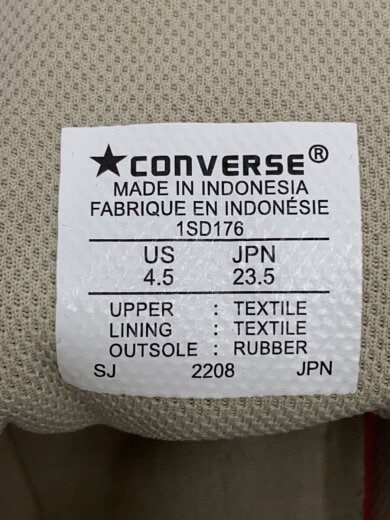 ★CONVERSE®
MADE IN INDONESIA
FABRIQUE EN INDONÉSIE
1SD176
US JPN
4.5 23.5
UPPER : TEXTILE
LINING : TEXTILE
OUTSOLE : RUBBER
SJ 2208 JPN